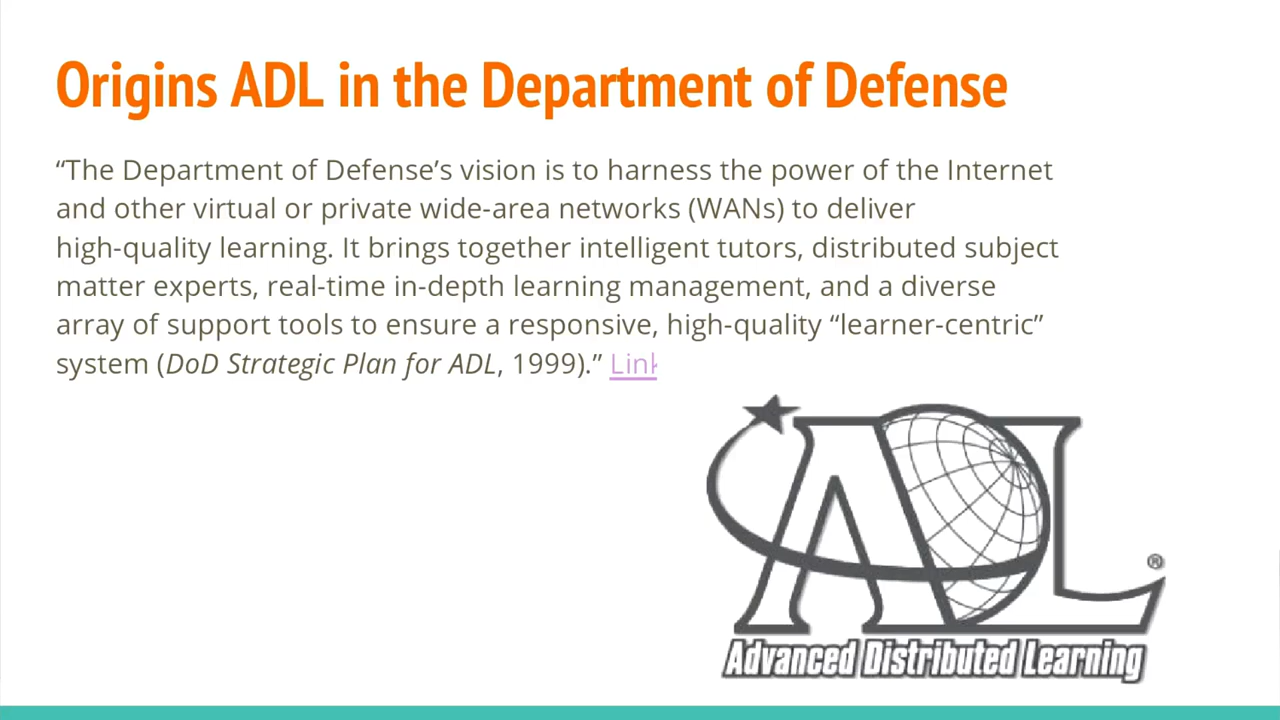 Origins ADL in the Department of Defense
“The Department of Defense’s vision is to harness the power of the Internet
and other virtual or private wide-area networks (WANs) to deliver
high-quality learning. It brings together intelligent tutors, distributed subject
matter experts, real-time in-depth learning management, and a diverse
array of support tools to ensure a responsive, high-quality “learner-centric”
system (DoD Strategic Plan for ADL, 1999).” Link
ADL®
Advanced Distributed Learning